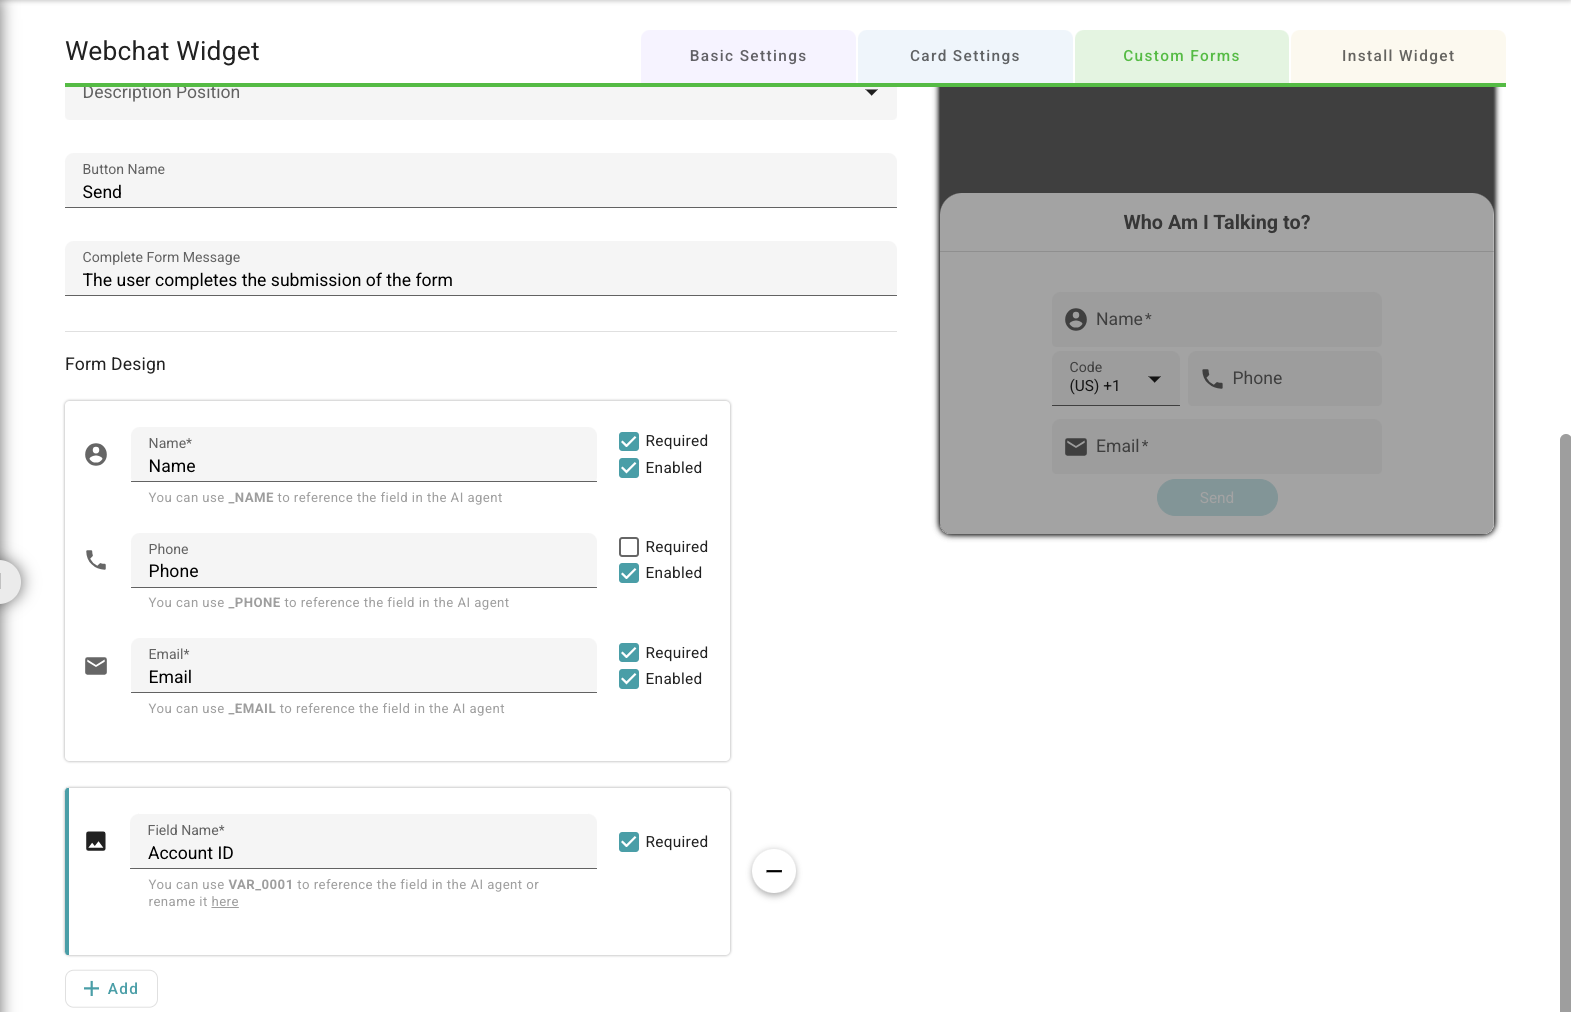 Webchat Widget
Basic Settings
Card Settings
Custom Forms
Install Widget
Description Position
Button Name
Send
Complete Form Message
The user completes the submission of the form
Form Design
Name*
Name
Required
Enabled
You can use _NAME to reference the field in the AI agent
Phone
Phone
Required
Enabled
You can use _PHONE to reference the field in the AI agent
Email*
Email
Required
Enabled
You can use _EMAIL to reference the field in the AI agent
Field Name*
Account ID
Required
You can use VAR_0001 to reference the field in the AI agent or
rename it here
+ Add
Who Am I Talking to?
Name*
Code
(US) +1
Phone
Email*
Send